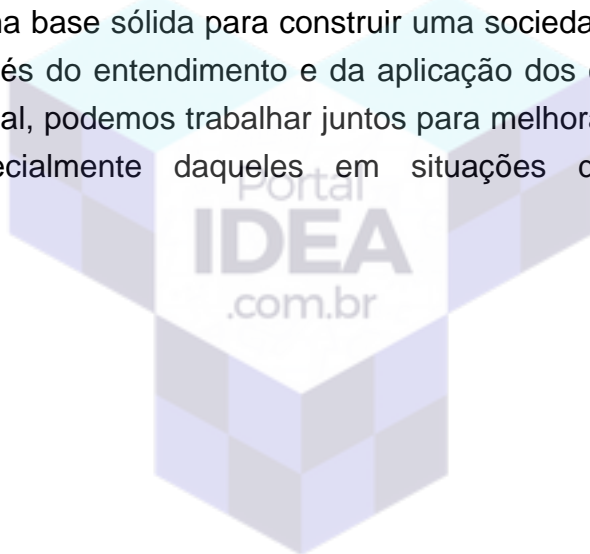 na base sólida para construir uma socieda
és do entendimento e da aplicação dos
al, podemos trabalhar juntos para melhora
ecialmente daqueles em situações
Portal
IDEA
.com.br